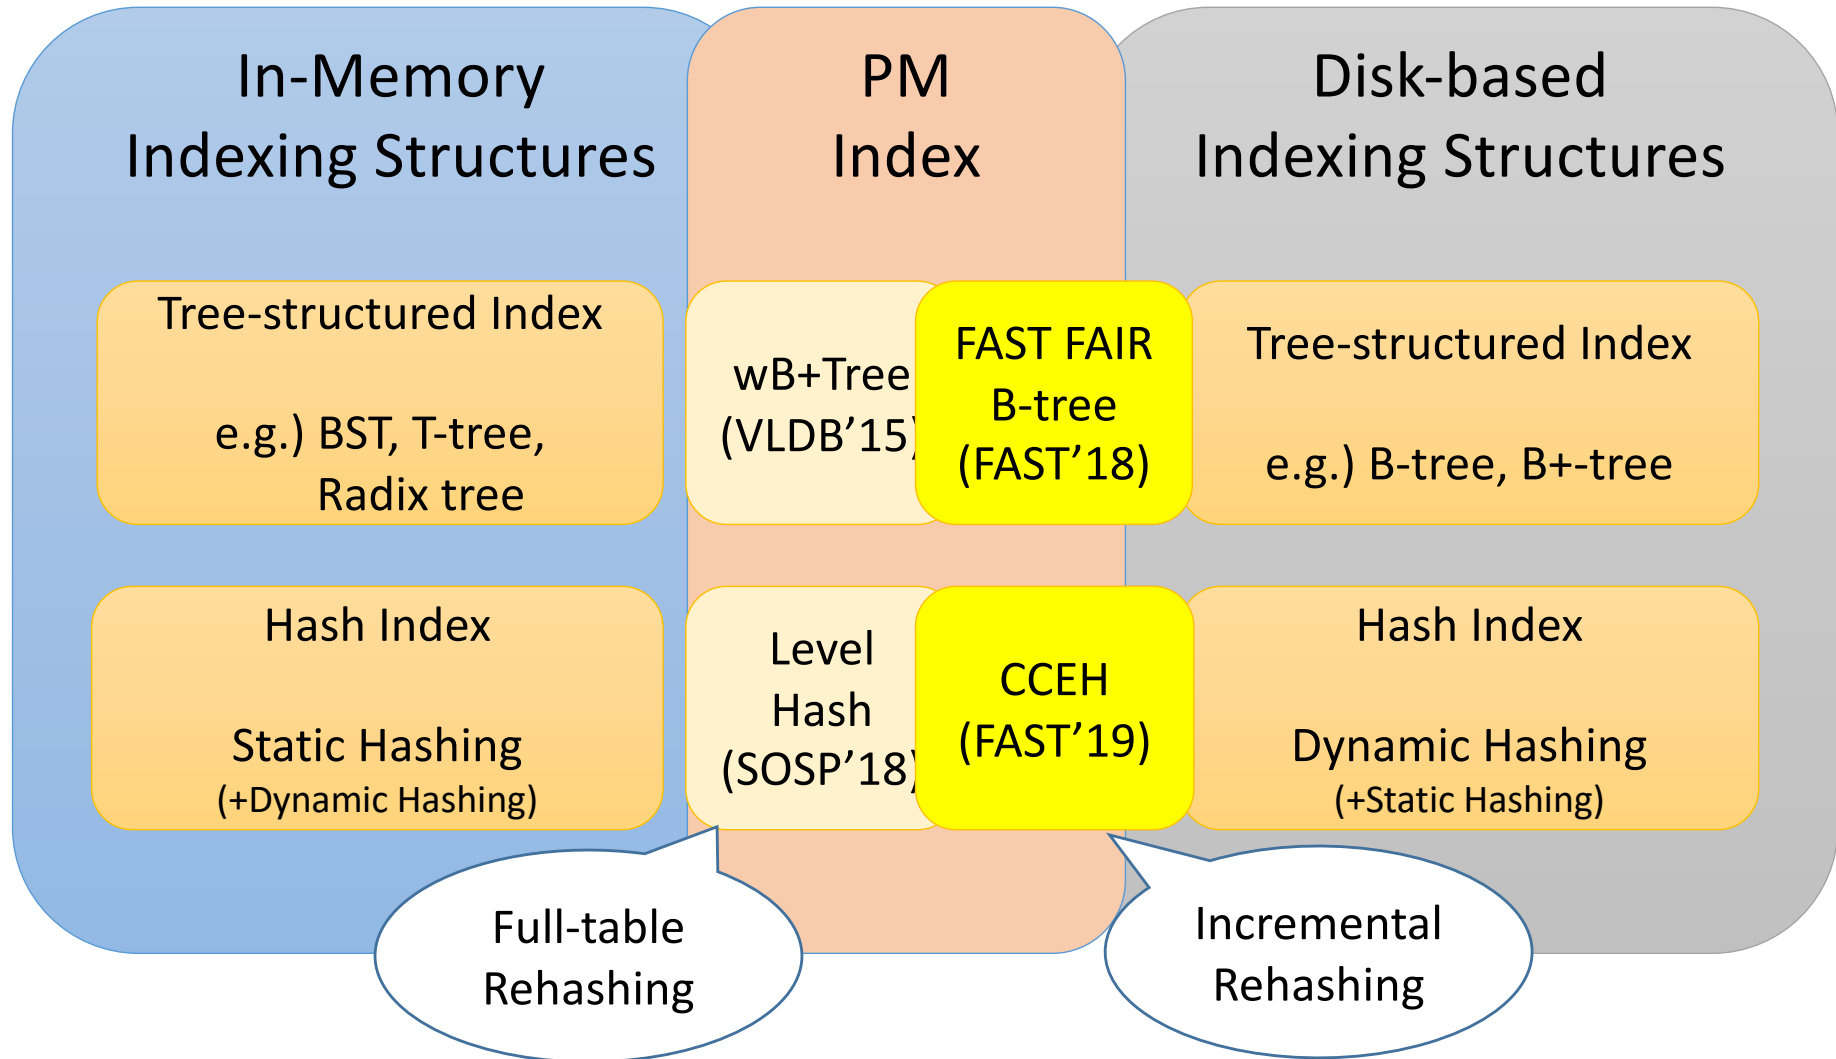 In-Memory
Indexing Structures
PM
Index
Disk-based
Indexing Structures
Tree-structured Index
e.g.) BST, T-tree,
Radix tree
wB+Tree
(VLDB’15)
FAST FAIR
B-tree
(FAST’18)
Tree-structured Index
e.g.) B-tree, B+-tree
Hash Index
Static Hashing
(+Dynamic Hashing)
Level
Hash
(SOSP’18)
CCEH
(FAST’19)
Hash Index
Dynamic Hashing
(+Static Hashing)
Full-table
Rehashing
Incremental
Rehashing